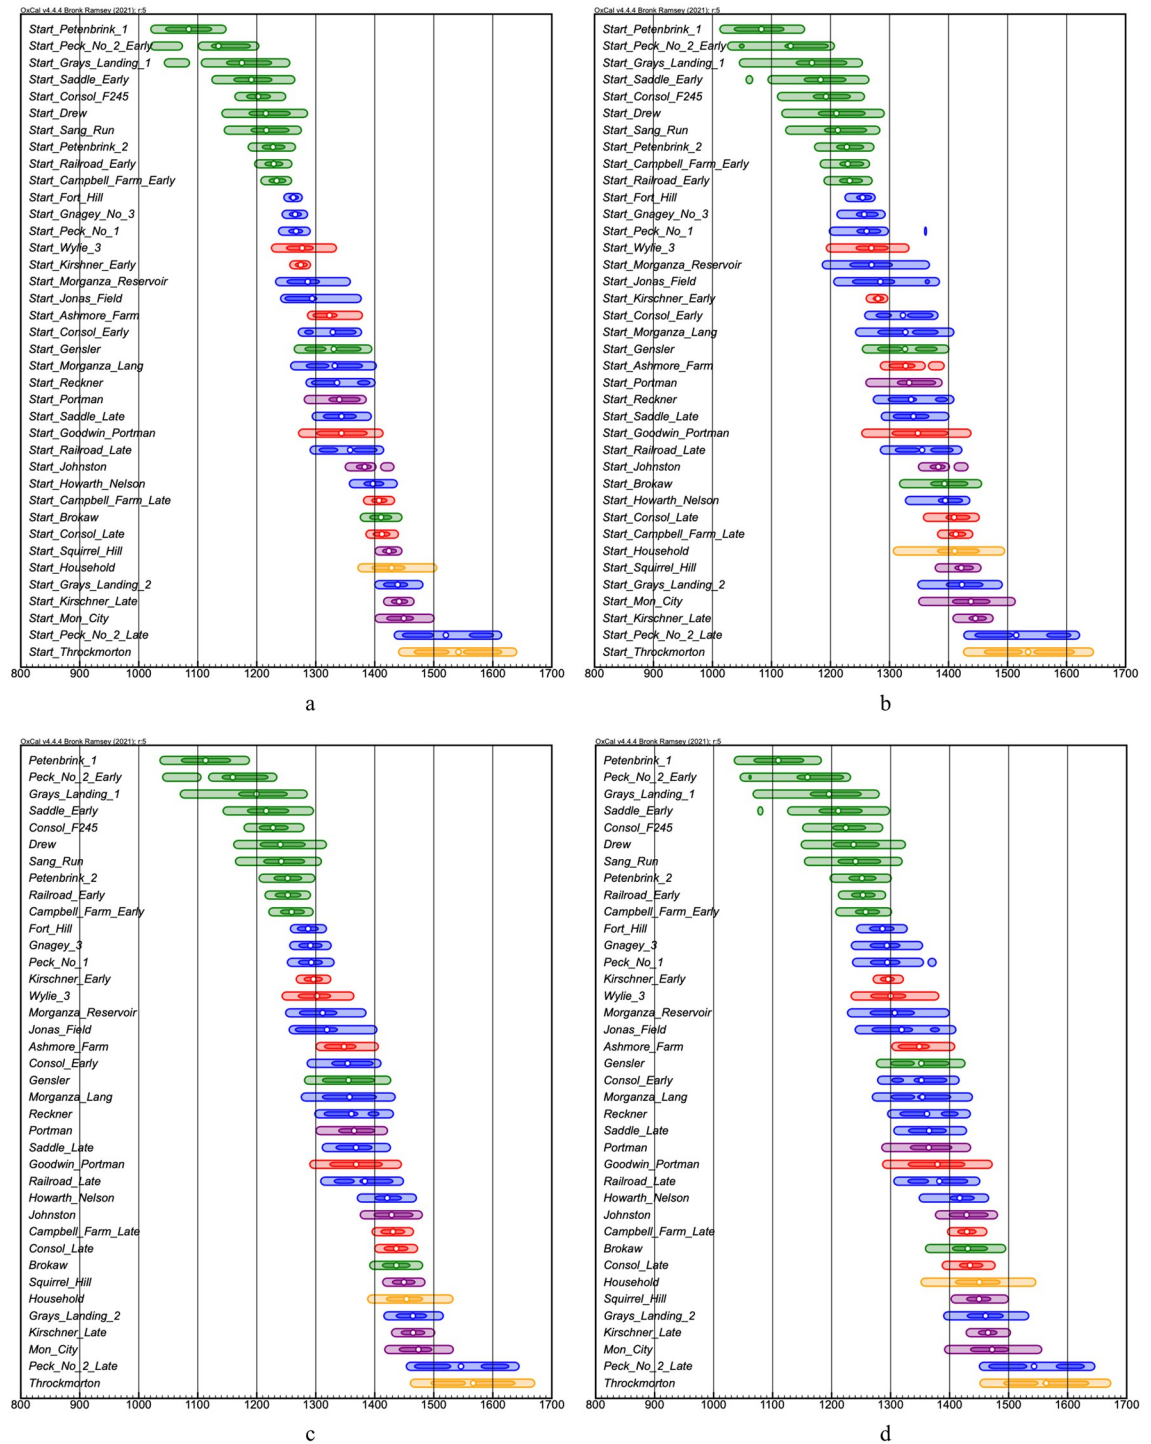 OxCal v4.4.4 Bronk Ramsey (2021); r:5
Start_Petenbrink_1
Start_Peck_No_2_Early
Start_Grays_Landing_1
Start_Saddle_Early
Start_Consol_F245
Start_Drew
Start_Sang_Run
Start_Petenbrink_2
Start_Railroad_Early
Start_Campbell_Farm_Early
Start_Fort_Hill
Start_Gnagey_No_3
Start_Peck_No_1
Start_Wylie_3
Start_Kirshner_Early
Start_Morganza_Reservoir
Start_Jonas_Field
Start_Ashmore_Farm
Start_Consol_Early
Start_Gensler
Start_Morganza_Lang
Start_Reckner
Start_Portman
Start_Saddle_Late
Start_Goodwin_Portman
Start_Railroad_Late
Start_Johnston
Start_Howarth_Nelson
Start_Campbell_Farm_Late
Start_Brokaw
Start_Consol_Late
Start_Squirrel_Hill
Start_Household
Start_Grays_Landing_2
Start_Kirschner_Late
Start_Mon_City
Start_Peck_No_2_Late
Start_Throckmorton
800 900 1000 1100 1200 1300 1400 1500 1600 1700
a
OxCal v4.4.4 Bronk Ramsey (2021); r:5
Start_Petenbrink_1
Start_Peck_No_2_Early
Start_Grays_Landing_1
Start_Saddle_Early
Start_Consol_F245
Start_Drew
Start_Sang_Run
Start_Petenbrink_2
Start_Campbell_Farm_Early
Start_Railroad_Early
Start_Fort_Hill
Start_Gnagey_No_3
Start_Peck_No_1
Start_Wylie_3
Start_Morganza_Reservoir
Start_Jonas_Field
Start_Kirschner_Early
Start_Consol_Early
Start_Morganza_Lang
Start_Gensler
Start_Ashmore_Farm
Start_Portman
Start_Reckner
Start_Saddle_Late
Start_Goodwin_Portman
Start_Railroad_Late
Start_Johnston
Start_Brokaw
Start_Howarth_Nelson
Start_Consol_Late
Start_Campbell_Farm_Late
Start_Household
Start_Squirrel_Hill
Start_Grays_Landing_2
Start_Mon_City
Start_Kirschner_Late
Start_Peck_No_2_Late
Start_Throckmorton
800 900 1000 1100 1200 1300 1400 1500 1600 1700
b
OxCal v4.4.4 Bronk Ramsey (2021); r:5
Petenbrink_1
Peck_No_2_Early
Grays_Landing_1
Saddle_Early
Consol_F245
Drew
Sang_Run
Petenbrink_2
Railroad_Early
Campbell_Farm_Early
Fort_Hill
Gnagey_3
Peck_No_1
Kirschner_Early
Wylie_3
Morganza_Reservoir
Jonas_Field
Ashmore_Farm
Consol_Early
Gensler
Morganza_Lang
Reckner
Portman
Saddle_Late
Goodwin_Portman
Railroad_Late
Howarth_Nelson
Johnston
Campbell_Farm_Late
Consol_Late
Brokaw
Squirrel_Hill
Household
Grays_Landing_2
Kirschner_Late
Mon_City
Peck_No_2_Late
Throckmorton
800 900 1000 1100 1200 1300 1400 1500 1600 1700
c
OxCal v4.4.4 Bronk Ramsey (2021); r:5
Petenbrink_1
Peck_No_2_Early
Grays_Landing_1
Saddle_Early
Consol_F245
Drew
Sang_Run
Petenbrink_2
Railroad_Early
Campbell_Farm_Early
Fort_Hill
Gnagey_3
Peck_No_1
Kirschner_Early
Wylie_3
Morganza_Reservoir
Jonas_Field
Ashmore_Farm
Gensler
Consol_Early
Morganza_Lang
Reckner
Saddle_Late
Portman
Goodwin_Portman
Railroad_Late
Howarth_Nelson
Johnston
Campbell_Farm_Late
Brokaw
Consol_Late
Household
Squirrel_Hill
Grays_Landing_2
Kirschner_Late
Mon_City
Peck_No_2_Late
Throckmorton
800 900 1000 1100 1200 1300 1400 1500 1600 1700
d